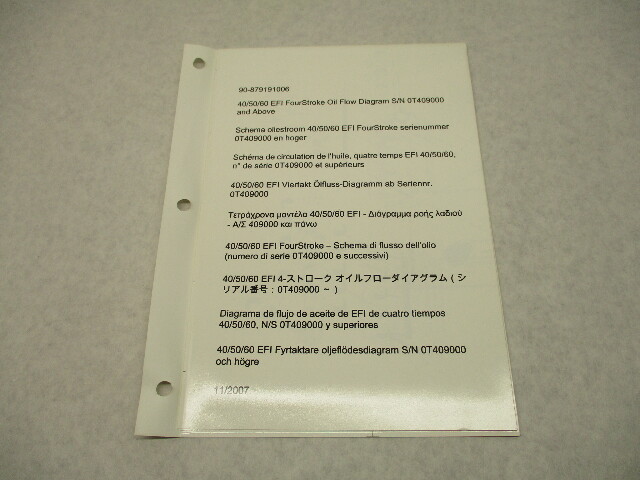 90-879191006
40/50/60 EFI FourStroke Oil Flow Diagram S/N 0T409000
and Above
Schema oliestroom 40/50/60 EFI FourStroke serienummer
0T409000 en hoger
Schéma de circulation de l'huile, quatre temps EFI 40/50/60,
n° de série 0T409000 et supérieurs
40/50/60 EFI Viertakt Ölfluss-Diagramm ab Seriennr.
0T409000
Τετράχρονα μοντέλα 40/50/60 EFI - Διάγραμμα ροής λαδιού
- Α/Σ 409000 και πάνω
40/50/60 EFI FourStroke – Schema di flusso dell'olio
(numero di serie 0T409000 e successivi)
40/50/60 EFI 4-ストローク オイルフローダイアグラム ( シ
リアル番号 : 0T409000 ~ )
Diagrama de flujo de aceite de EFI de cuatro tiempos
40/50/60, N/S 0T409000 y superiores
40/50/60 EFI Fyrtaktare oljeflödesdiagram S/N 0T409000
och högre
11/2007